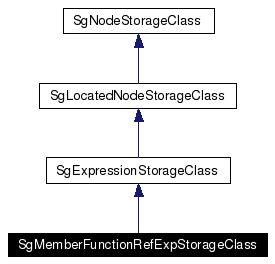 SgNodeStorageClass
SgLocatedNodeStorageClass
SgExpressionStorageClass
SgMemberFunctionRefExpStorageClass